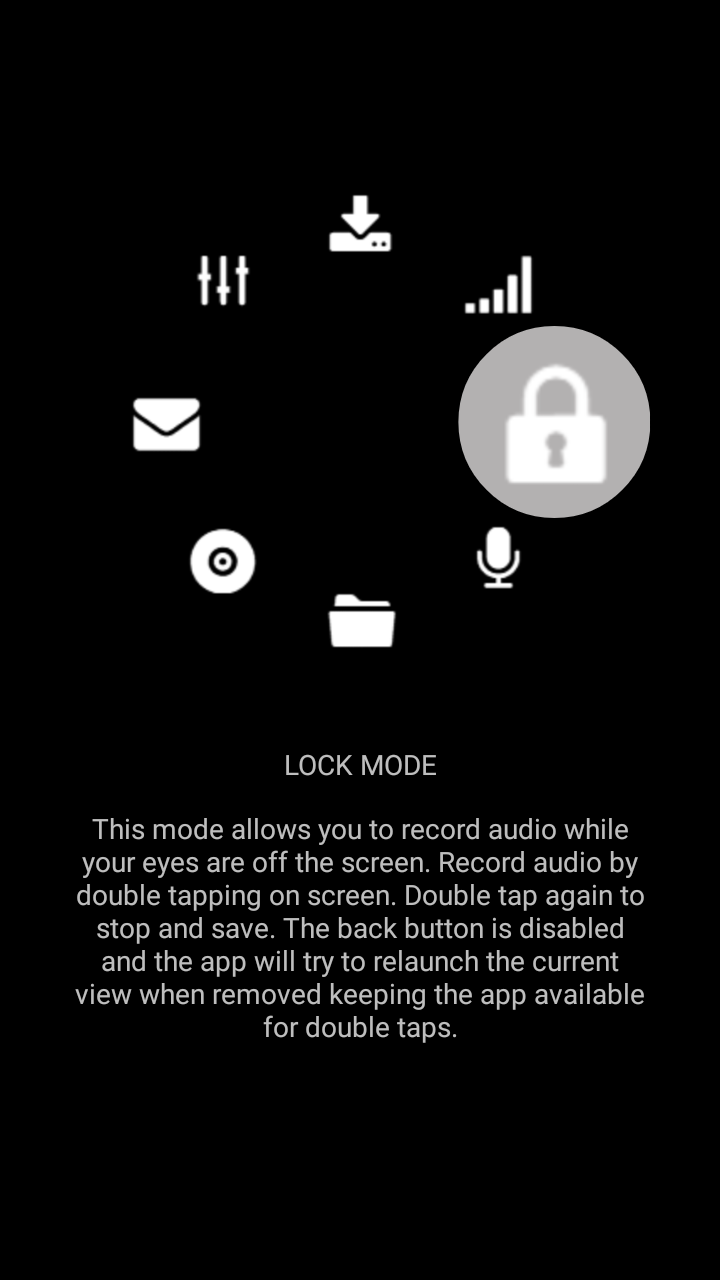 LOCK MODE
This mode allows you to record audio while
your eyes are off the screen. Record audio by
double tapping on screen. Double tap again to
stop and save. The back button is disabled
and the app will try to relaunch the current
view when removed keeping the app available
for double taps.